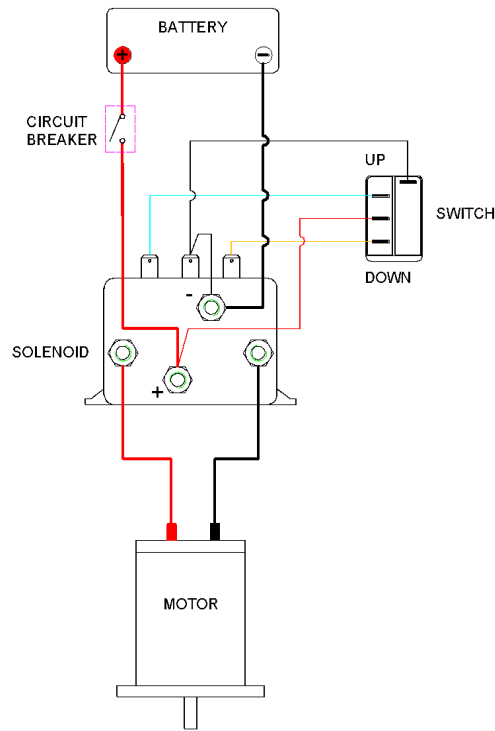 BATTERY
+
−
CIRCUIT
BREAKER
UP
SWITCH
DOWN
-
SOLENOID
+
MOTOR